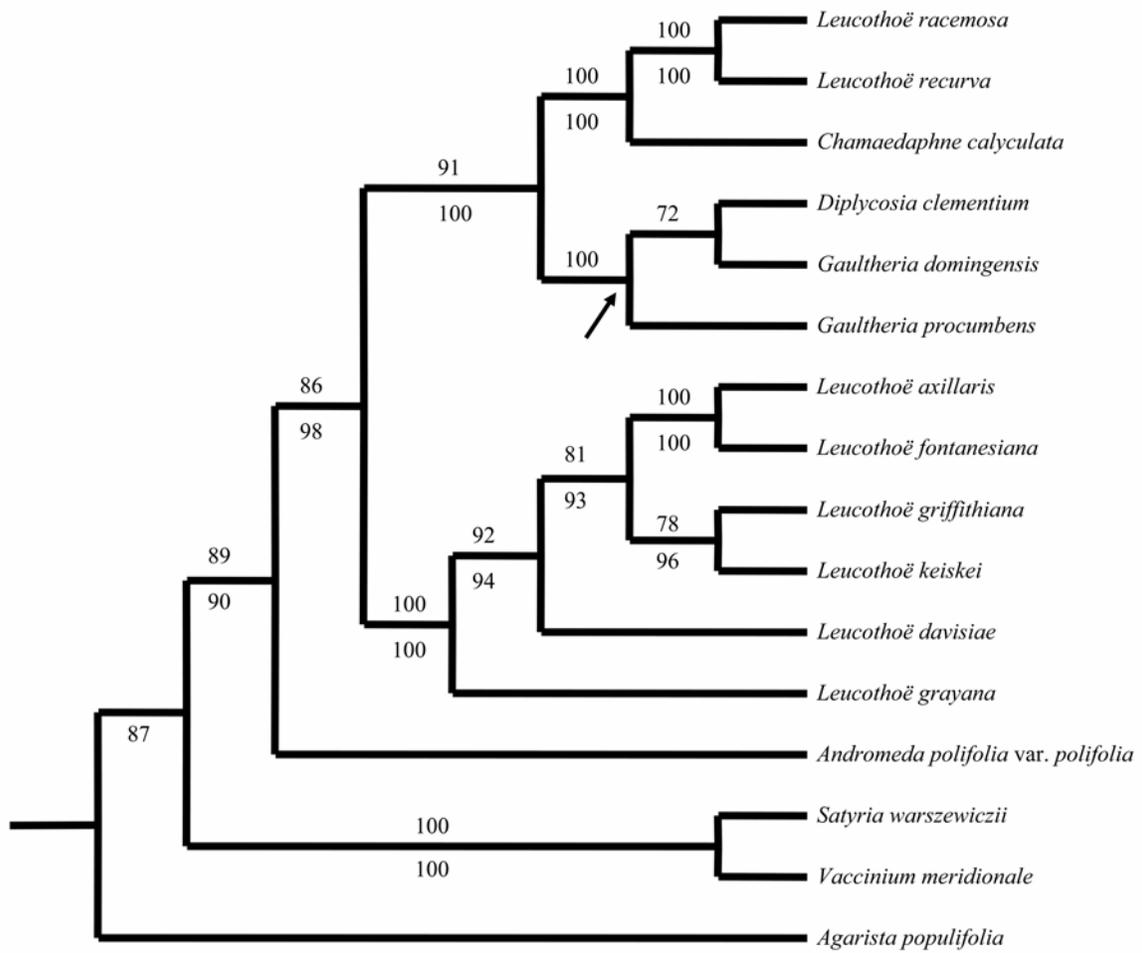 Leucothoë racemosa
100
100
Leucothoë recurva
100
100
Chamaedaphne calyculata
91
100
Diplycosia clementium
72
Gaultheria domingensis
100
Gaultheria procumbens
Leucothoë axillaris
100
100
Leucothoë fontanesiana
86
98
81
93
Leucothoë griffithiana
78
96
Leucothoë keiskei
92
94
89
90
100
100
Leucothoë davisiae
Leucothoë grayana
87
Andromeda polifolia var. polifolia
Satyria warszewiczii
100
100
Vaccinium meridionale
Agarista populifolia